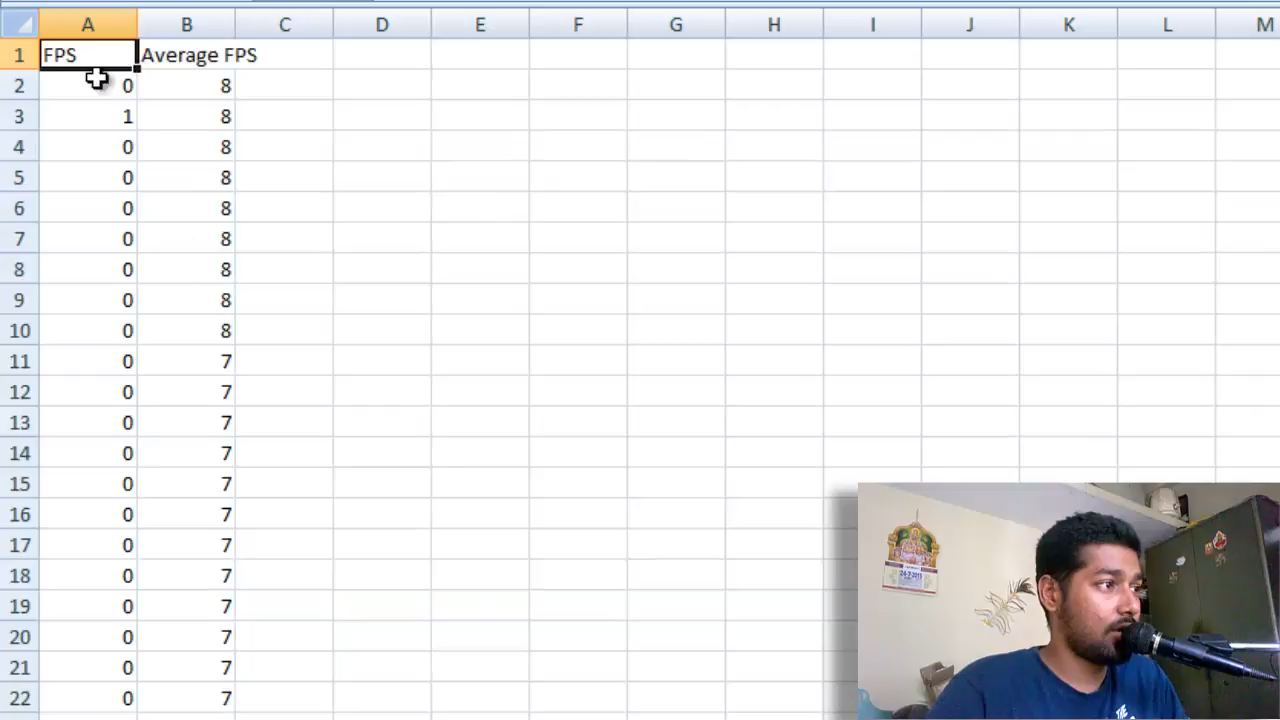 A B C D E F G H I J K L M
1 FPS Average FPS
2 0 8
3 1 8
4 0 8
5 0 8
6 0 8
7 0 8
8 0 8
9 0 8
10 0 8
11 0 7
12 0 7
13 0 7
14 0 7
15 0 7
16 0 7
17 0 7
18 0 7
19 0 7
20 0 7
21 0 7
22 0 7